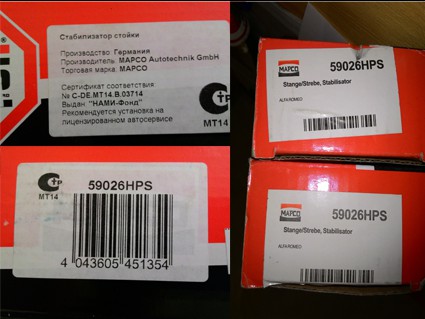 Стабилизатор стойки
Производство: Германия
Производитель: MAPCO Autotechnik GmbH
Торговая марка: MAPCO
Сертификат соответствия
№ C-DE.MT14.B.03714
Выдан "НАМИ-Фонд"
Рекомендуется установка на
лицензированном автосервисе
MT14
MT14
59026HPS
4 043605 451354
MAPCO
59026HPS
Stange/Strebe, Stabilisator
ALFA ROMEO
MAPCO
59026HPS
Stange/Strebe, Stabilisator
ALFA ROMEO